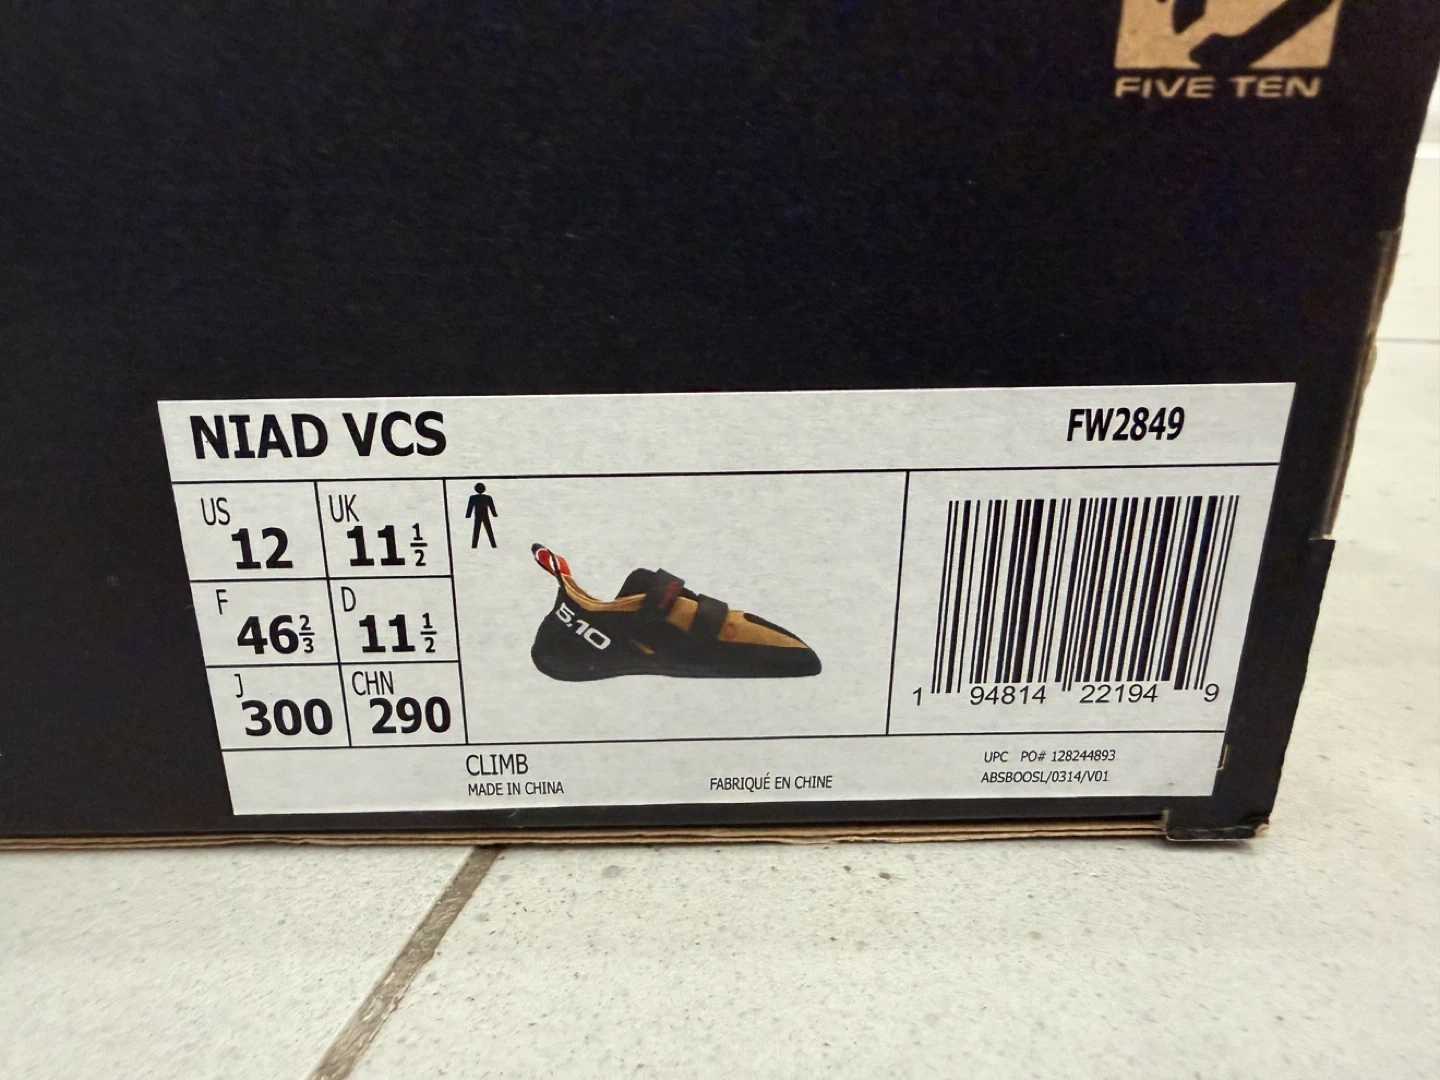 FIVE TEN
NIAD VCS
FW2849
US 12
UK 11 1/2
F 46 2/3
D 11 1/2
J 300
CHN 290
5.10
1 94814 22194 9
CLIMB
MADE IN CHINA
FABRIQUÉ EN CHINE
UPC PO# 128244893
ABSBOOSL/0314/V01